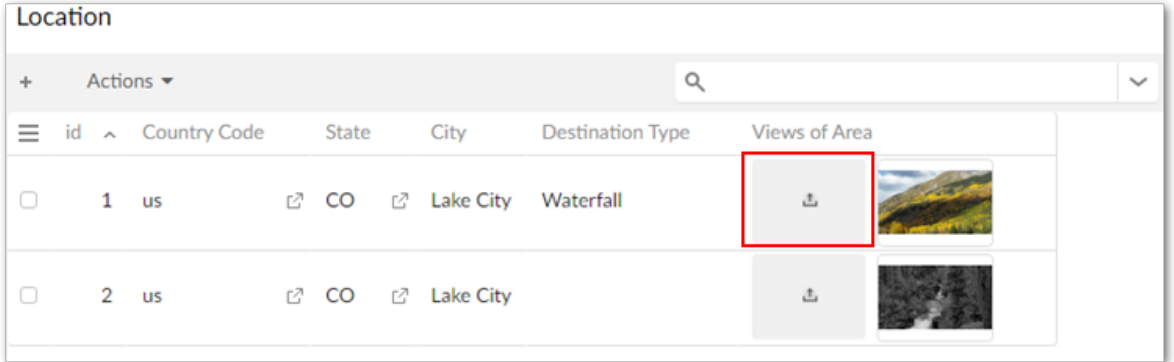 Location
+ Actions
id Country Code State City Destination Type Views of Area
1 us CO Lake City Waterfall
2 us CO Lake City